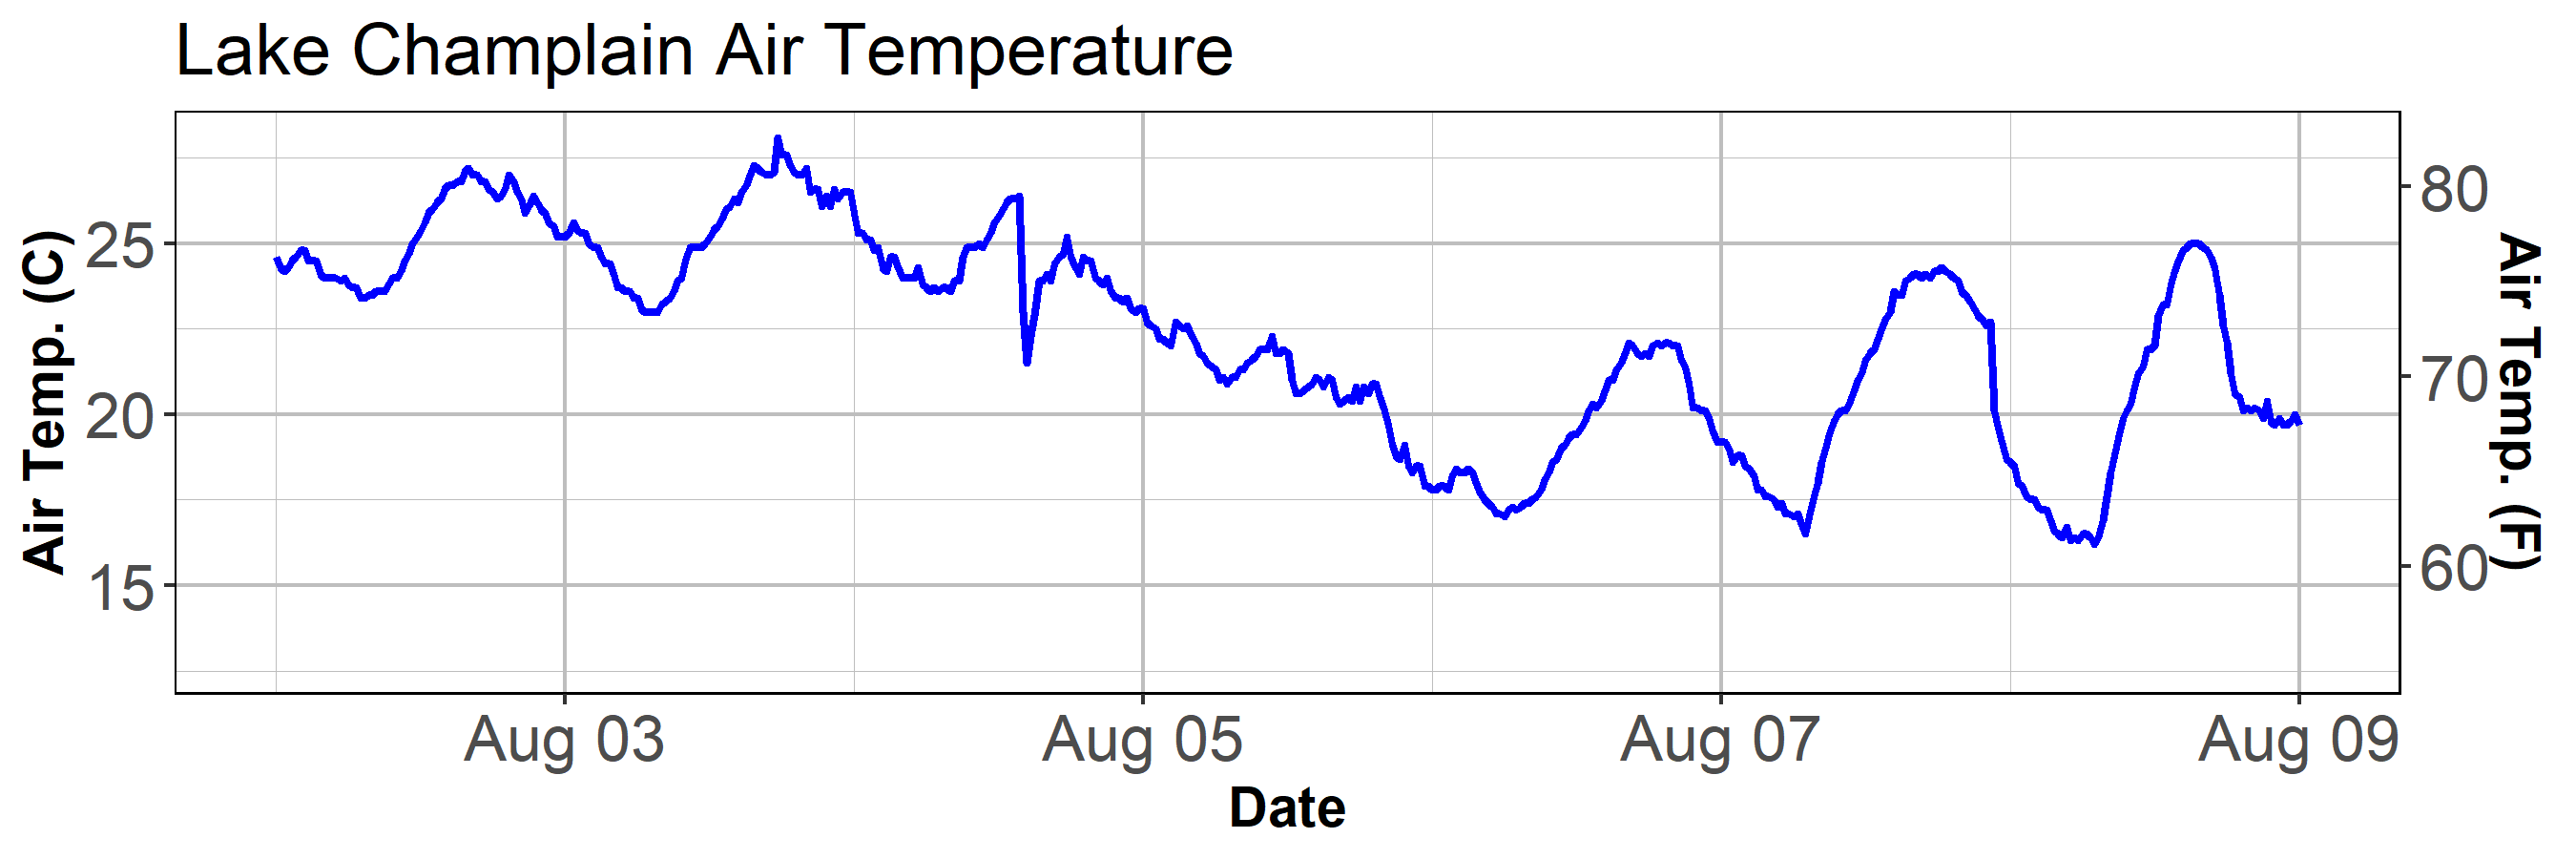 Lake Champlain Air Temperature
Air Temp. (C)
25
20
15
80
70
60
Air Temp. (F)
Aug 03 Aug 05 Aug 07 Aug 09
Date